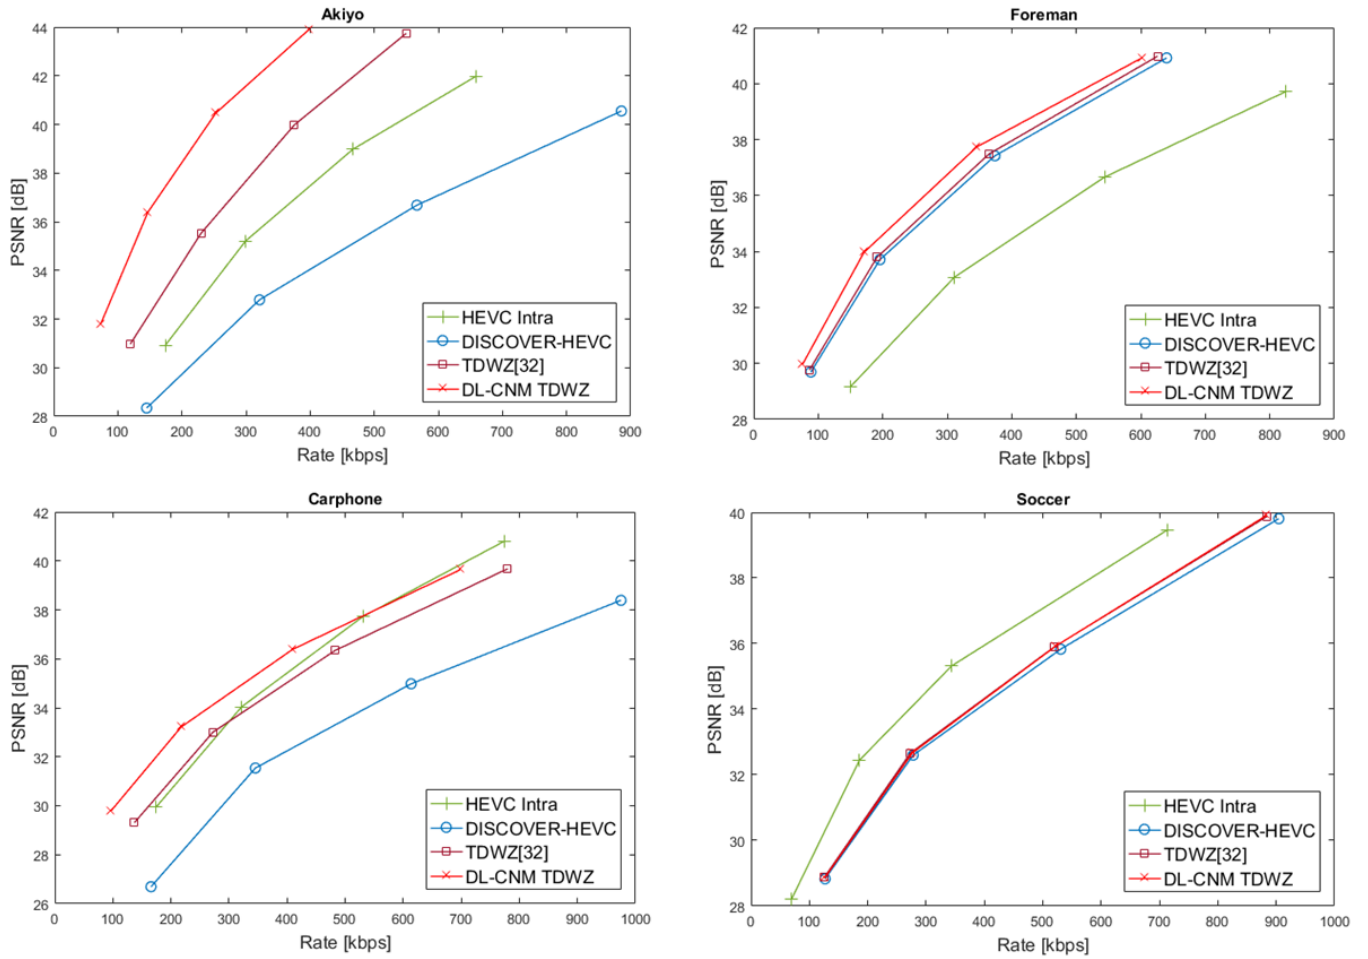 Akiyo
44
42
40
38
36
34
32
30
28
PSNR [dB]
0 100 200 300 400 500 600 700 800 900
Rate [kbps]
HEVC Intra
DISCOVER-HEVC
TDWZ[32]
DL-CNM TDWZ
Foreman
42
40
38
36
34
32
30
28
PSNR [dB]
0 100 200 300 400 500 600 700 800 900
Rate [kbps]
HEVC Intra
DISCOVER-HEVC
TDWZ[32]
DL-CNM TDWZ
Carphone
42
40
38
36
34
32
30
28
26
PSNR [dB]
0 100 200 300 400 500 600 700 800 900 1000
Rate [kbps]
HEVC Intra
DISCOVER-HEVC
TDWZ[32]
DL-CNM TDWZ
Soccer
40
38
36
34
32
30
28
PSNR [dB]
0 100 200 300 400 500 600 700 800 900 1000
Rate [kbps]
HEVC Intra
DISCOVER-HEVC
TDWZ[32]
DL-CNM TDWZ